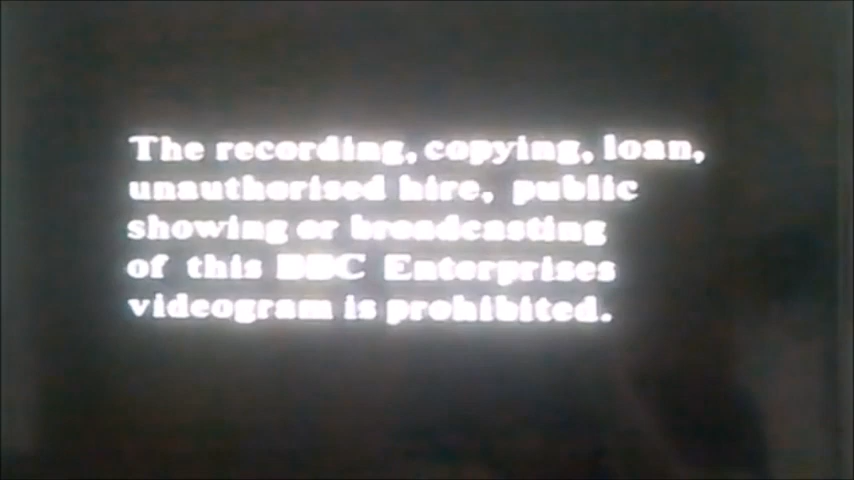 The recording, copying, loan,
unauthorised hire, public
showing or broadcasting
of this BBC Enterprises
videogram is prohibited.